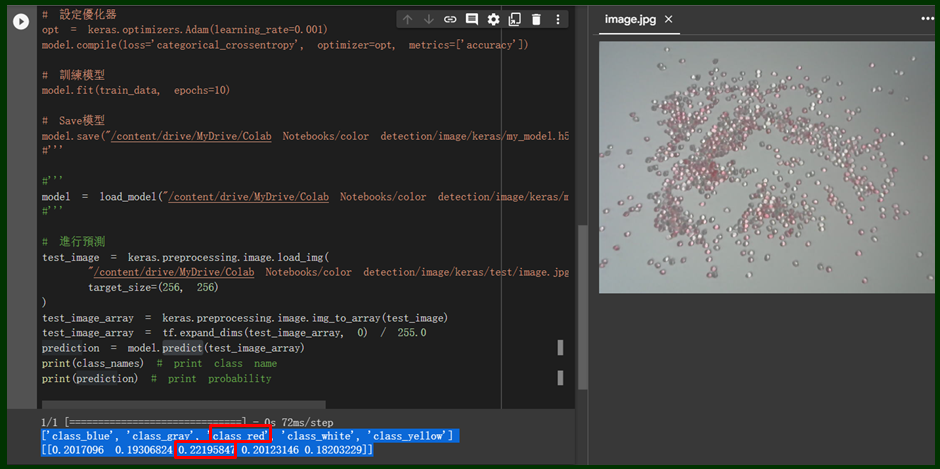 # 設定優化器
opt = keras.optimizers.Adam(learning_rate=0.001)
model.compile(loss='categorical_crossentropy', optimizer=opt, metrics=['accuracy'])
# 訓練模型
model.fit(train_data, epochs=10)
# Save模型
model.save("/content/drive/MyDrive/Colab Notebooks/color detection/image/keras/my_model.h5
#'''
#'''
model = load_model("/content/drive/MyDrive/Colab Notebooks/color detection/image/keras/m
#'''
# 進行預測
test_image = keras.preprocessing.image.load_img(
"/content/drive/MyDrive/Colab Notebooks/color detection/image/keras/test/image.jpg
target_size=(256, 256)
)
test_image_array = keras.preprocessing.image.img_to_array(test_image)
test_image_array = tf.expand_dims(test_image_array, 0) / 255.0
prediction = model.predict(test_image_array)
print(class_names) # print class name
print(prediction) # print probability
1/1 [==============================] - 0s 72ms/step
['class_blue', 'class_gray', 'class_red', 'class_white', 'class_yellow']
[[0.2017096 0.19306824 0.22195847 0.20123146 0.18203229]]
image.jpg